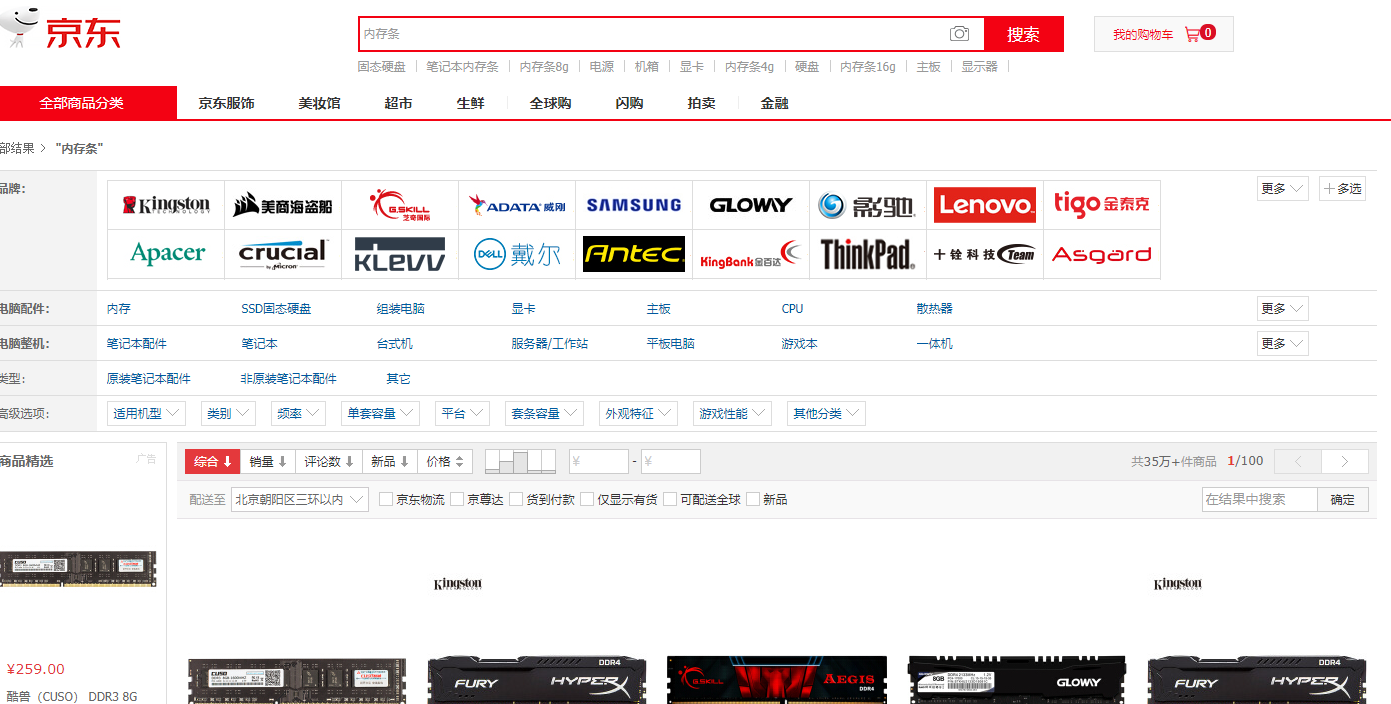 京东
内存条
搜索
我的购物车 0
固态硬盘 笔记本内存条 内存条8g 电源 机箱 显卡 内存条4g 硬盘 内存条16g 主板 显示器
全部商品分类 京东服饰 美妆馆 超市 生鲜 全球购 闪购 拍卖 金融
部结果 > "内存条"
品牌: 更多 多选
Kingston TECHNOLOGY 美商海盗船 G.SKILL 芝奇国际 ADATA 威刚 SAMSUNG GLOWAY 影驰 Lenovo tigo金泰克
Apacer crucial by Micron KLEVV DELL 戴尔 Antec KingBank金百达 ThinkPad 十铨科技 Team Asgard
电脑配件: 内存 SSD固态硬盘 组装电脑 显卡 主板 CPU 散热器 更多
电脑整机: 笔记本配件 笔记本 台式机 服务器/工作站 平板电脑 游戏本 一体机 更多
类型: 原装笔记本配件 非原装笔记本配件 其它
高级选项: 适用机型 类别 频率 单套容量 平台 套条容量 外观特征 游戏性能 其他分类
商品精选 广告
综合 销量 评论数 新品 价格 ¥ - ¥ 共35万+件商品 1/100 < >
配送至 北京朝阳区三环以内 京东物流 京尊达 货到付款 仅显示有货 可配送全球 新品 在结果中搜索 确定
Kingston TECHNOLOGY
Kingston TECHNOLOGY
CUSO
¥259.00
酷兽（CUSO） DDR3 8G
CUSO
FURY HYPERX DDR4
G.SKILL AEGIS DDR4
8GB GLOWAY
FURY HYPERX DDR4